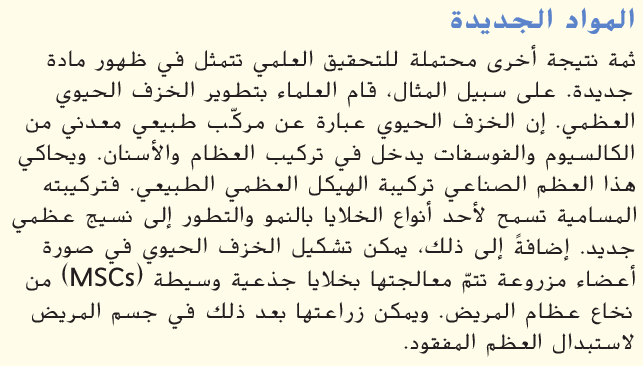 المواد الجديدة
ثمة نتيجة أخرى محتملة للتحقيق العلمي تتمثل في ظهور مادة
جديدة. على سبيل المثال، قام العلماء بتطوير الخزف الحيوي
العظمي. إن الخزف الحيوي عبارة عن مركّب طبيعي معدني من
الكالسيوم والفوسفات يدخل في تركيب العظام والأسنان. ويحاكي
هذا العظم الصناعي تركيبة الهيكل العظمي الطبيعي. فتركيبته
المسامية تسمح لأحد أنواع الخلايا بالنمو والتطور إلى نسيج عظمي
جديد. إضافةً إلى ذلك، يمكن تشكيل الخزف الحيوي في صورة
أعضاء مزروعة تتمّ معالجتها بخلايا جذعية وسيطة (MSCs) من
نخاع عظام المريض. ويمكن زراعتها بعد ذلك في جسم المريض
لاستبدال العظم المفقود.